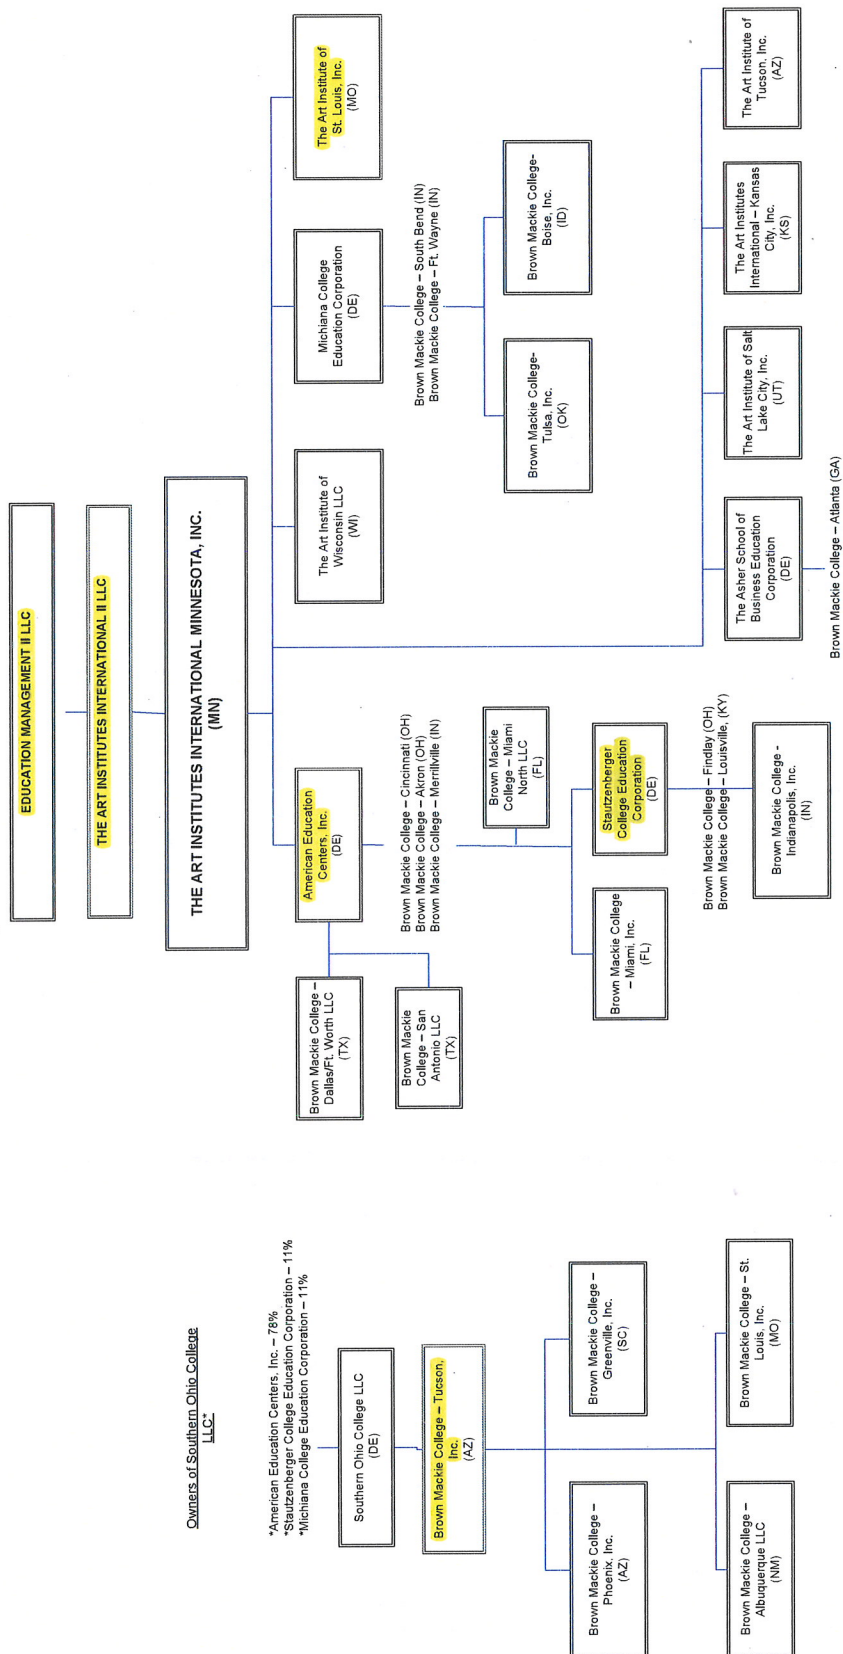 EDUCATION MANAGEMENT II LLC
THE ART INSTITUTES INTERNATIONAL II LLC
THE ART INSTITUTES INTERNATIONAL MINNESOTA, INC.
(MN)
Brown Mackie College –
Dallas/Ft. Worth LLC
(TX)
Brown Mackie
College – San
Antonio LLC
(TX)
American Education
Centers, Inc.
(DE)
Brown Mackie College – Cincinnati (OH)
Brown Mackie College – Akron (OH)
Brown Mackie College – Merrillville (IN)
Brown Mackie
College – Miami
North LLC
(FL)
Brown Mackie College
– Miami, Inc.
(FL)
Stautzenberger
College Education
Corporation
(DE)
Brown Mackie College – Findlay (OH)
Brown Mackie College – Louisville, (KY)
Brown Mackie College -
Indianapolis, Inc.
(IN)
The Art Institute of
Wisconsin LLC
(WI)
Michiana College
Education Corporation
(DE)
Brown Mackie College – South Bend (IN)
Brown Mackie College – Ft. Wayne (IN)
Brown Mackie College-
Tulsa, Inc.
(OK)
Brown Mackie College-
Boise, Inc.
(ID)
The Art Institute of
St. Louis, Inc.
(MO)
The Asher School of
Business Education
Corporation
(DE)
Brown Mackie College – Atlanta (GA)
The Art Institute of Salt
Lake City, Inc.
(UT)
The Art Institutes
International – Kansas
City, Inc.
(KS)
The Art Institute of
Tucson, Inc.
(AZ)
Owners of Southern Ohio College
LLC*
*American Education Centers, Inc. – 78%
*Stautzenberger College Education Corporation – 11%
*Michiana College Education Corporation – 11%
Southern Ohio College LLC
(DE)
Brown Mackie College – Tucson,
Inc.
(AZ)
Brown Mackie College –
Phoenix, Inc.
(AZ)
Brown Mackie College –
Greenville, Inc.
(SC)
Brown Mackie College –
Albuquerque LLC
(NM)
Brown Mackie College – St.
Louis, Inc.
(MO)